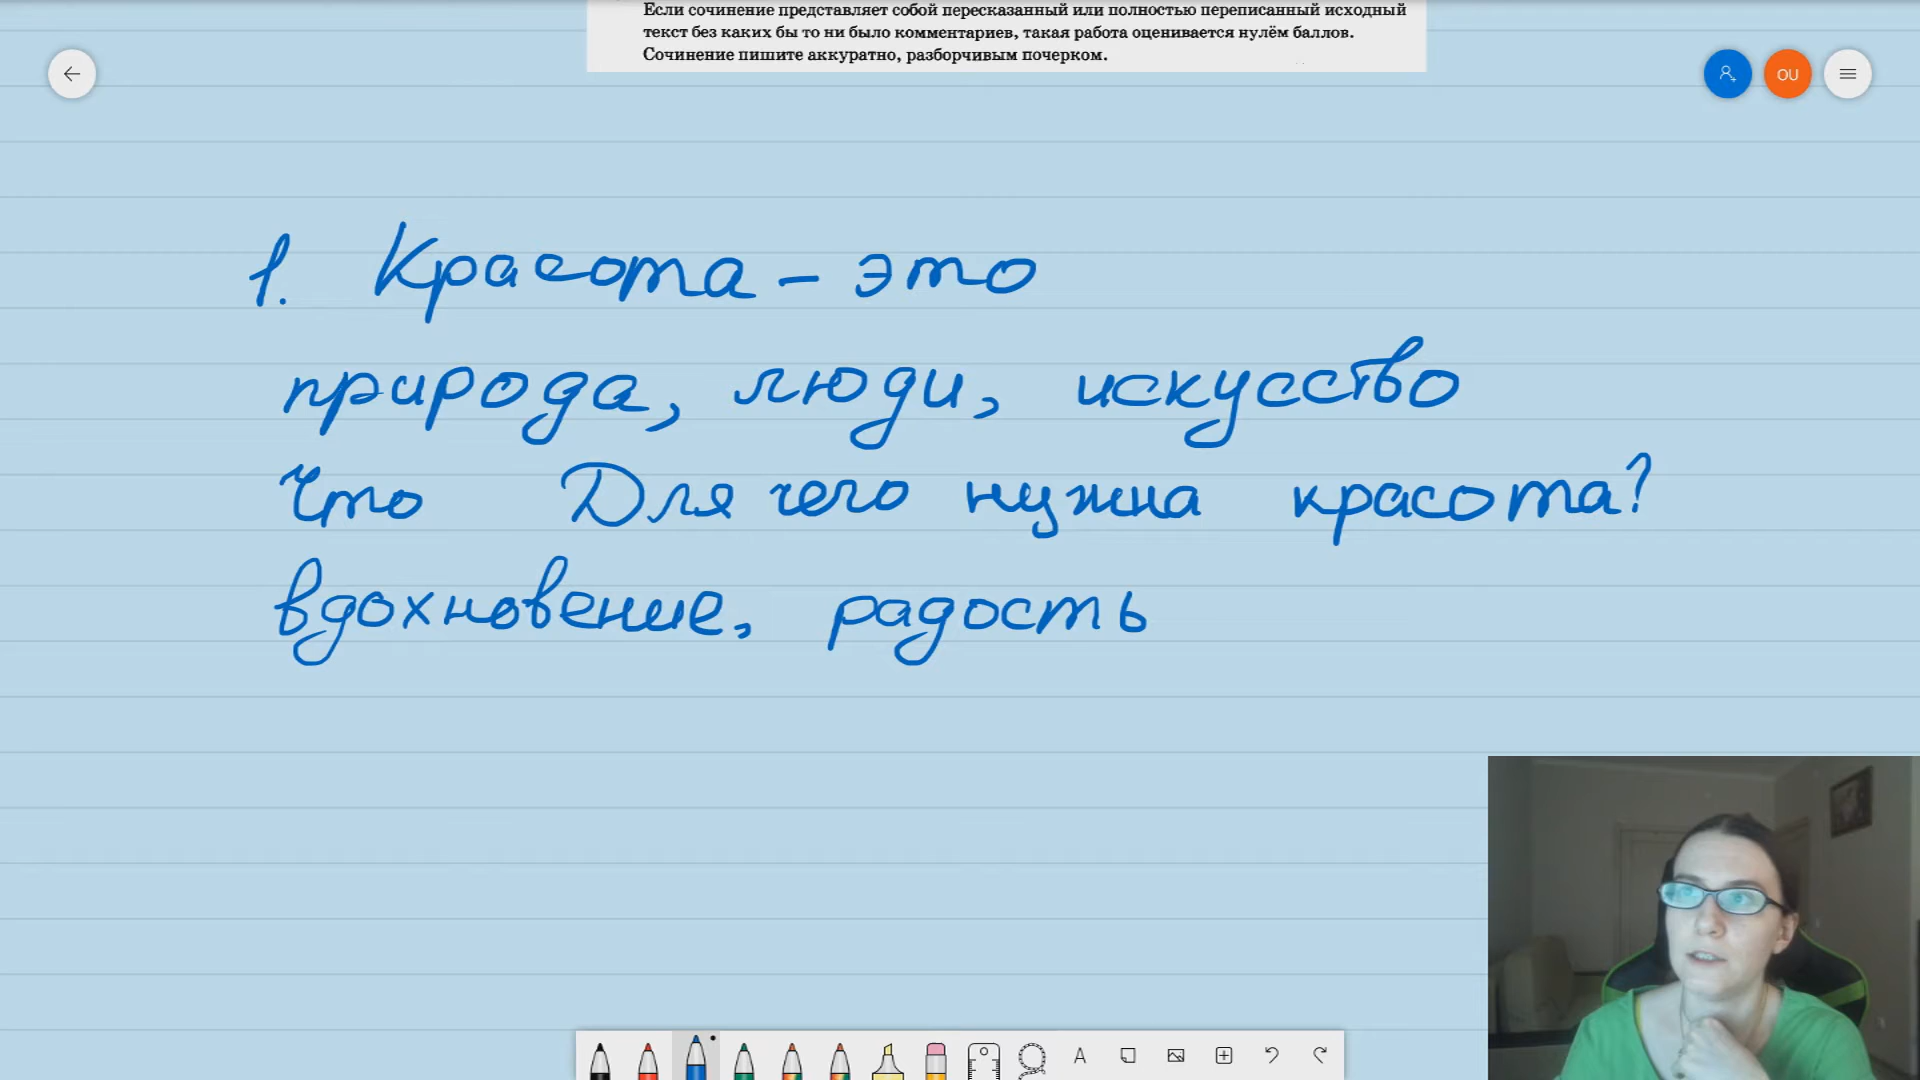 Если сочинение представляет собой пересказанный или полностью переписанный исходный
текст без каких бы то ни было комментариев, такая работа оценивается нулём баллов.
Сочинение пишите аккуратно, разборчивым почерком.
OU
1. Красота – это
природа, люди, искусство
Что Для чего нужна красота?
вдохновение, радость
A